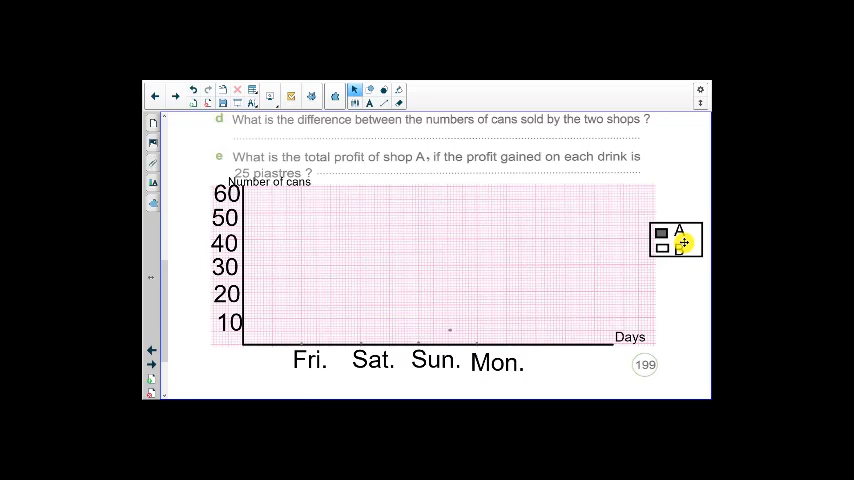 d What is the difference between the numbers of cans sold by the two shops ?
e What is the total profit of shop A, if the profit gained on each drink is
25 piastres ?
Number of cans
60
50
40
30
20
10
A
B
Days
Fri. Sat. Sun. Mon.
199